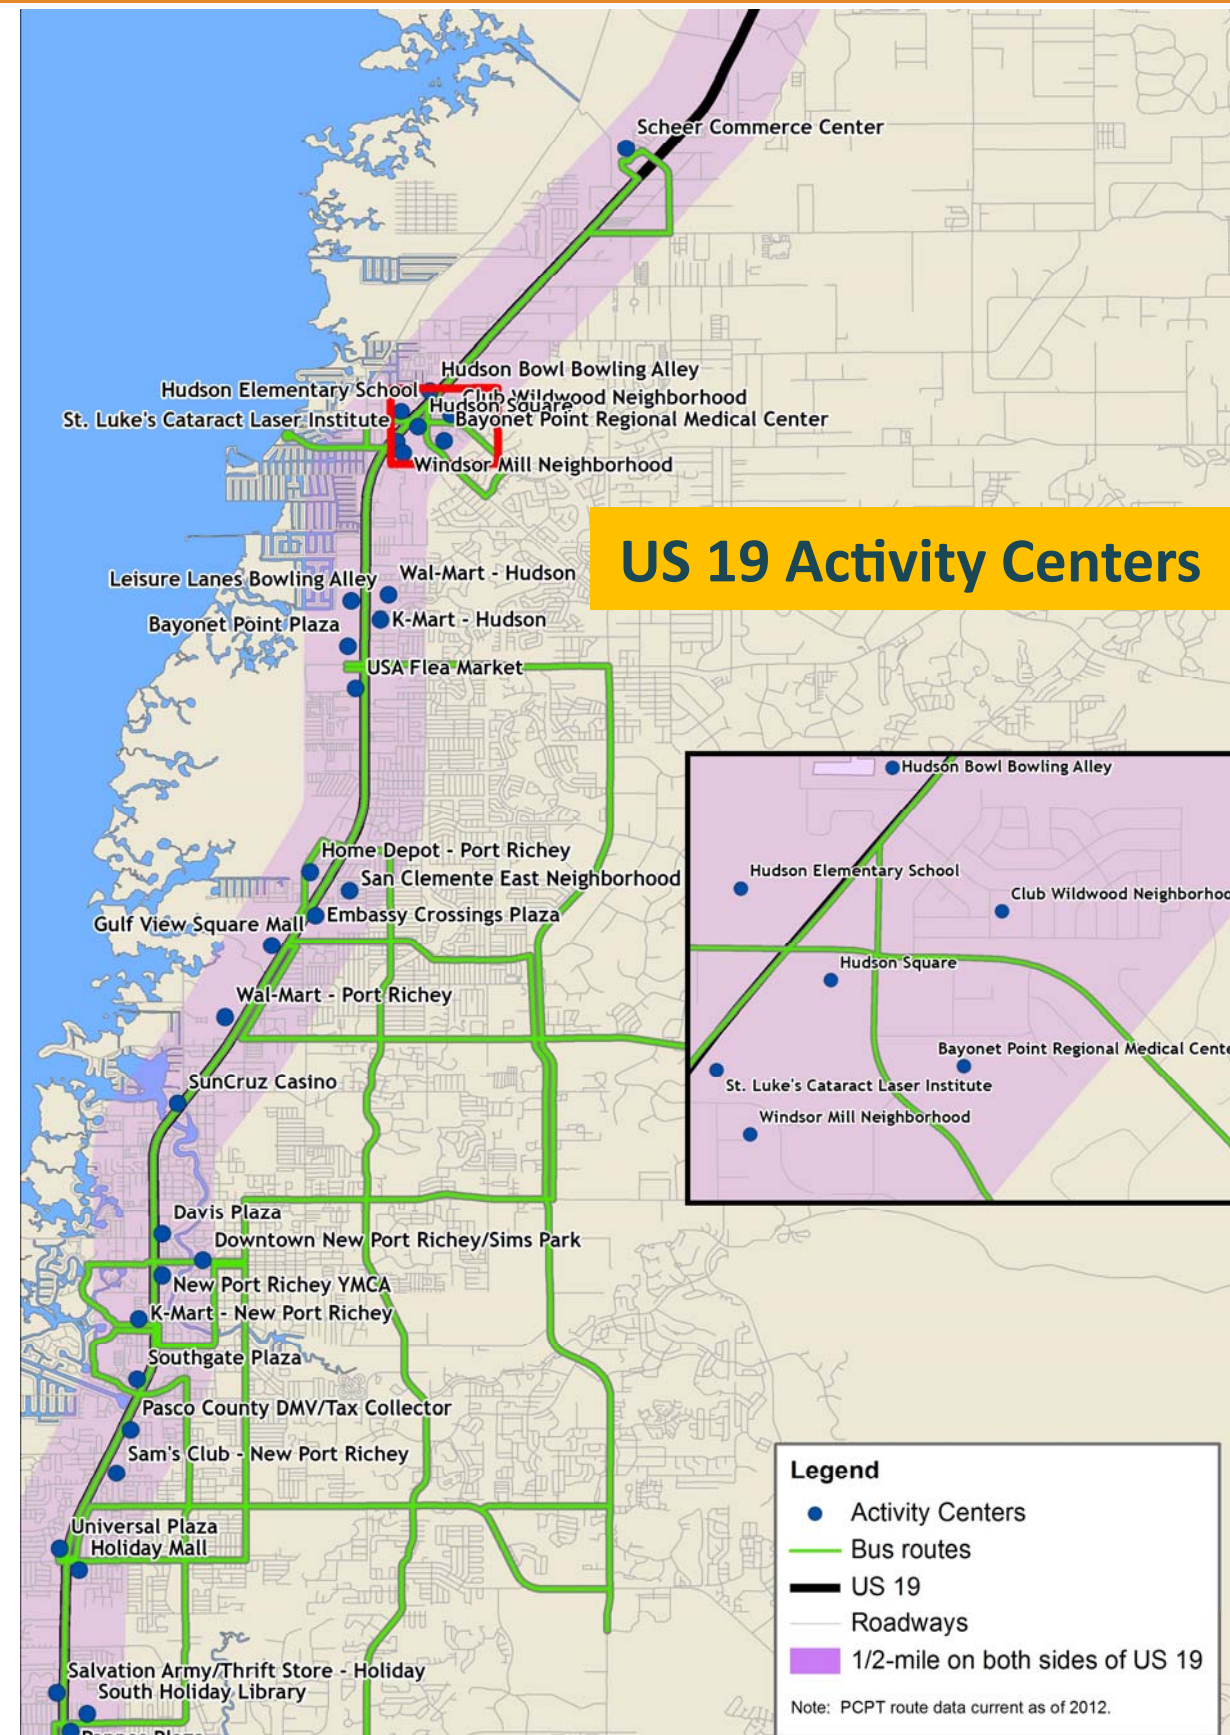 Scheer Commerce Center
Hudson Bowl Bowling Alley
Hudson Elementary School
Club Wildwood Neighborhood
Hudson Square
St. Luke's Cataract Laser Institute
Bayonet Point Regional Medical Center
Windsor Mill Neighborhood
US 19 Activity Centers
Leisure Lanes Bowling Alley
Wal-Mart - Hudson
K-Mart - Hudson
Bayonet Point Plaza
USA Flea Market
Hudson Bowl Bowling Alley
Hudson Elementary School
Club Wildwood Neighborhoo
Hudson Square
Bayonet Point Regional Medical Cente
St. Luke's Cataract Laser Institute
Windsor Mill Neighborhood
Home Depot - Port Richey
San Clemente East Neighborhood
Embassy Crossings Plaza
Gulf View Square Mall
Wal-Mart - Port Richey
SunCruz Casino
Davis Plaza
Downtown New Port Richey/Sims Park
New Port Richey YMCA
K-Mart - New Port Richey
Southgate Plaza
Pasco County DMV/Tax Collector
Sam's Club - New Port Richey
Universal Plaza
Holiday Mall
Salvation Army/Thrift Store - Holiday
South Holiday Library
Legend
Activity Centers
Bus routes
US 19
Roadways
1/2-mile on both sides of US 19
Note: PCPT route data current as of 2012.